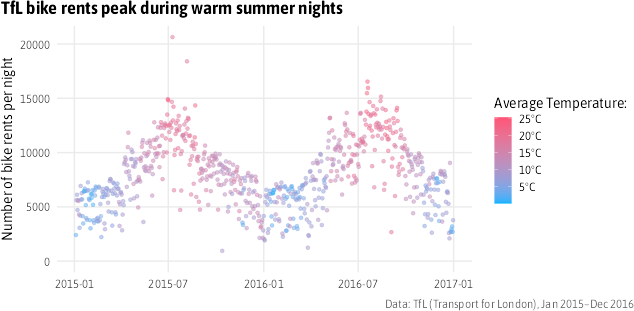 TfL bike rents peak during warm summer nights
Number of bike rents per night
20000
15000
10000
5000
0
2015-01
2015-07
2016-01
2016-07
2017-01
Average Temperature:
25°C
20°C
15°C
10°C
5°C
Data: TfL (Transport for London), Jan 2015–Dec 2016